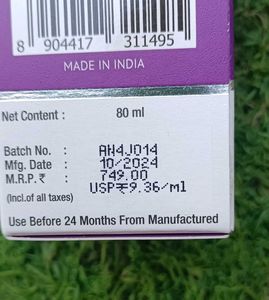 8 904417 311495
MADE IN INDIA
Net Content : 80 ml
Batch No. : AN4J014
Mfg. Date : 10/2024
M.R.P. ₹ : 749.00
(Incl.of all taxes) USP ₹9.36/ml
Use Before 24 Months From Manufactured